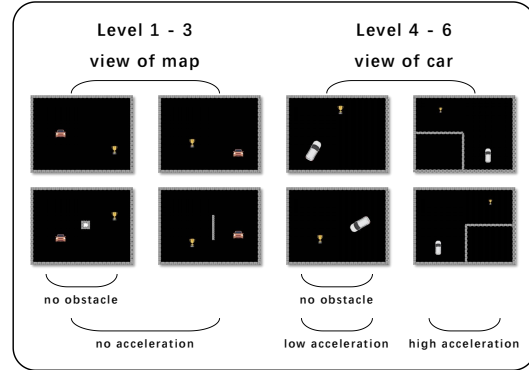 Level 1 - 3
view of map
Level 4 - 6
view of car
no obstacle
no obstacle
no acceleration
low acceleration
high acceleration